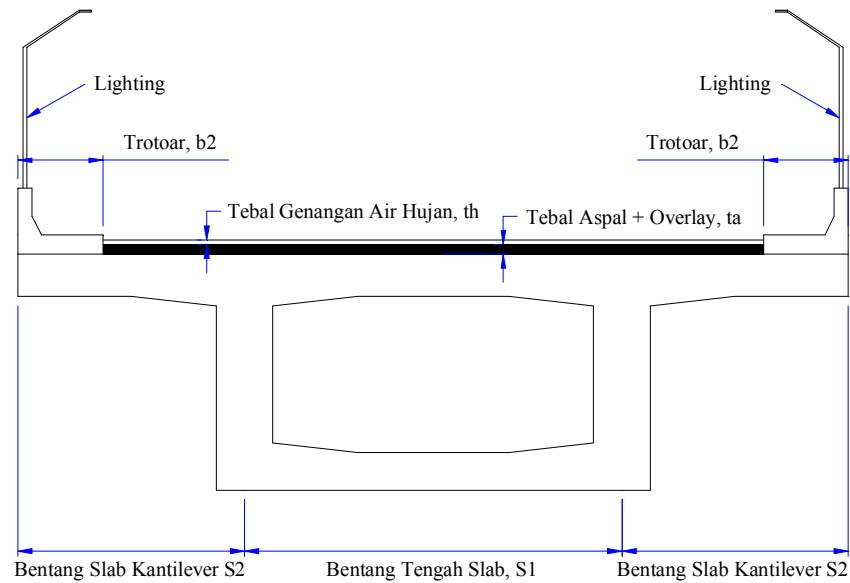 Lighting
Lighting
Trotoar, b2
Trotoar, b2
Tebal Genangan Air Hujan, th
Tebal Aspal + Overlay, ta
Bentang Slab Kantilever S2
Bentang Tengah Slab, S1
Bentang Slab Kantilever S2